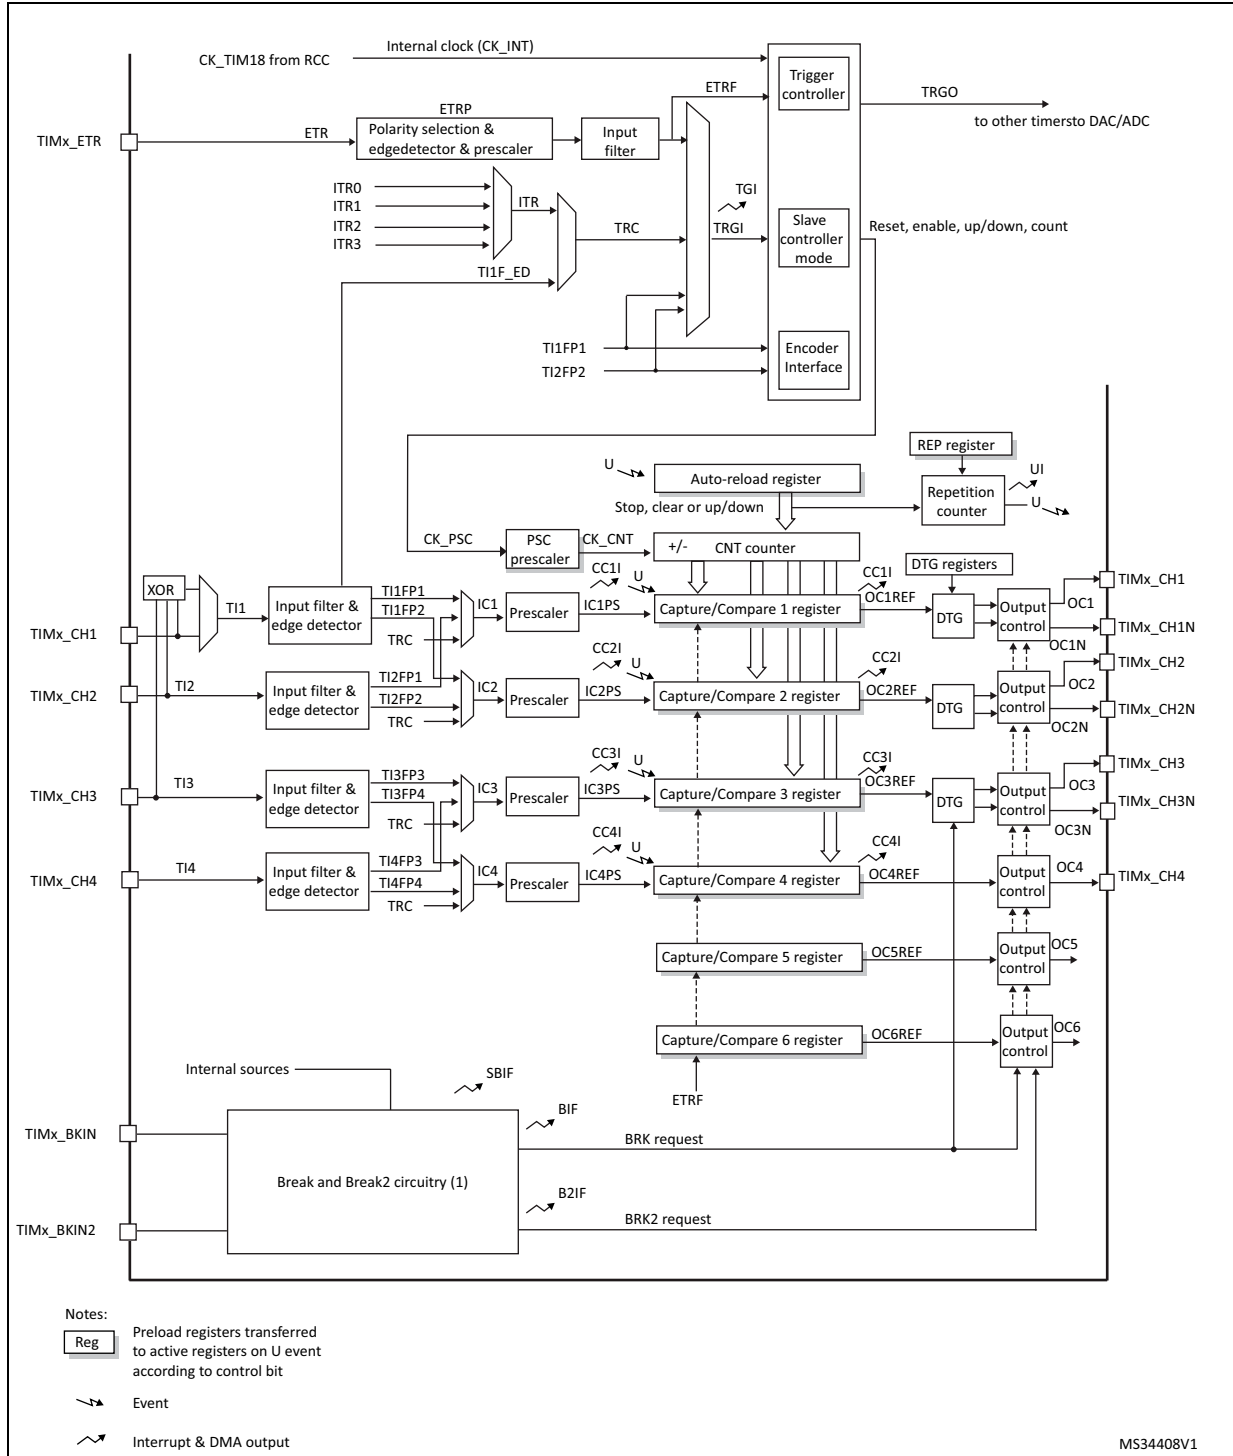 Internal clock (CK_INT)
CK_TIM18 from RCC
Trigger
controller
ETRF
TRGO
to other timersto DAC/ADC
ETRP
TIMx_ETR
ETR
Polarity selection &
edgedetector & prescaler
Input
filter
ITR0
ITR1
ITR2
ITR3
ITR
TRC
TI1F_ED
TGI
TRGI
Slave
controller
mode
Reset, enable, up/down, count
TI1FP1
TI2FP2
Encoder
Interface
REP register
U
Auto-reload register
UI
Repetition
counter
U
Stop, clear or up/down
CK_PSC
PSC
prescaler
CK_CNT
+/-
CNT counter
DTG registers
XOR
TI1
TIMx_CH1
Input filter &
edge detector
TI1FP1
TI1FP2
TRC
IC1
Prescaler
IC1PS
CC1I
U
Capture/Compare 1 register
CC1I
OC1REF
DTG
Output
control
OC1
TIMx_CH1
TIMx_CH1N
OC1N
TIMx_CH2
TI2
Input filter &
edge detector
TI2FP1
TI2FP2
TRC
IC2
Prescaler
IC2PS
CC2I
U
Capture/Compare 2 register
CC2I
OC2REF
DTG
Output
control
OC2
TIMx_CH2
TIMx_CH2N
OC2N
TIMx_CH3
TI3
Input filter &
edge detector
TI3FP3
TI3FP4
TRC
IC3
Prescaler
IC3PS
CC3I
U
Capture/Compare 3 register
CC3I
OC3REF
DTG
Output
control
OC3
TIMx_CH3
TIMx_CH3N
OC3N
TIMx_CH4
TI4
Input filter &
edge detector
TI4FP3
TI4FP4
TRC
IC4
Prescaler
IC4PS
CC4I
U
Capture/Compare 4 register
CC4I
OC4REF
Output
control
OC4
TIMx_CH4
Capture/Compare 5 register
OC5REF
Output
control
OC5
Capture/Compare 6 register
OC6REF
Output
control
OC6
ETRF
Internal sources
SBIF
TIMx_BKIN
BIF
BRK request
Break and Break2 circuitry (1)
B2IF
TIMx_BKIN2
BRK2 request
Notes:
Reg
Preload registers transferred
to active registers on U event
according to control bit
Event
Interrupt & DMA output
MS34408V1